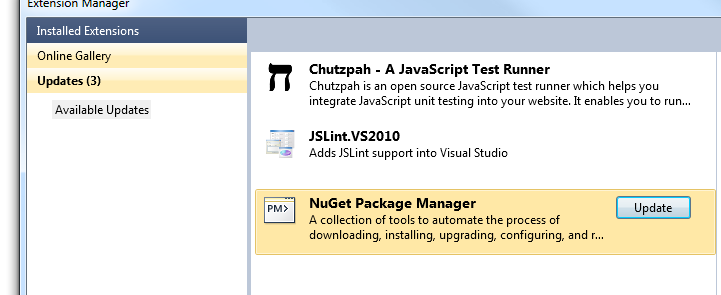 Extension Manager
Installed Extensions
Online Gallery
Updates (3)
Available Updates
ח
Chutzpah - A JavaScript Test Runner
Chutzpah is an open source JavaScript test runner which helps you
integrate JavaScript unit testing into your website. It enables you to run...
JSLint.VS2010
Adds JSLint support into Visual Studio
PM>
NuGet Package Manager
Update
A collection of tools to automate the process of
downloading, installing, upgrading, configuring, and r...